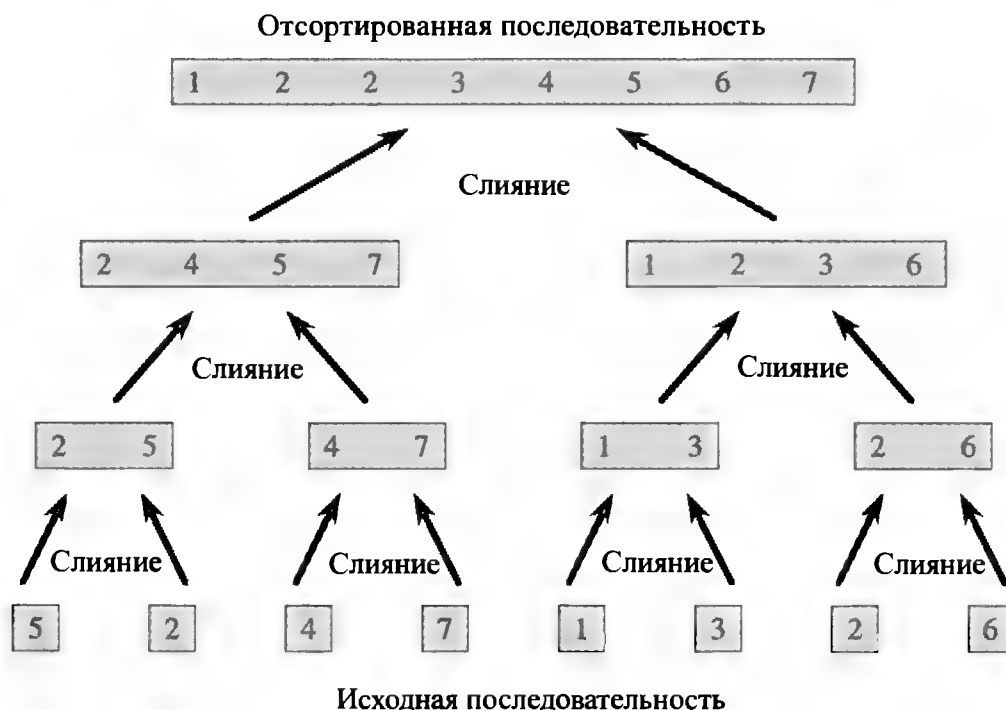 Отсортированная последовательность
1 2 2 3 4 5 6 7
Слияние
2 4 5 7
1 2 3 6
Слияние
Слияние
2 5
4 7
1 3
2 6
Слияние
Слияние
Слияние
Слияние
5
2
4
7
1
3
2
6
Исходная последовательность